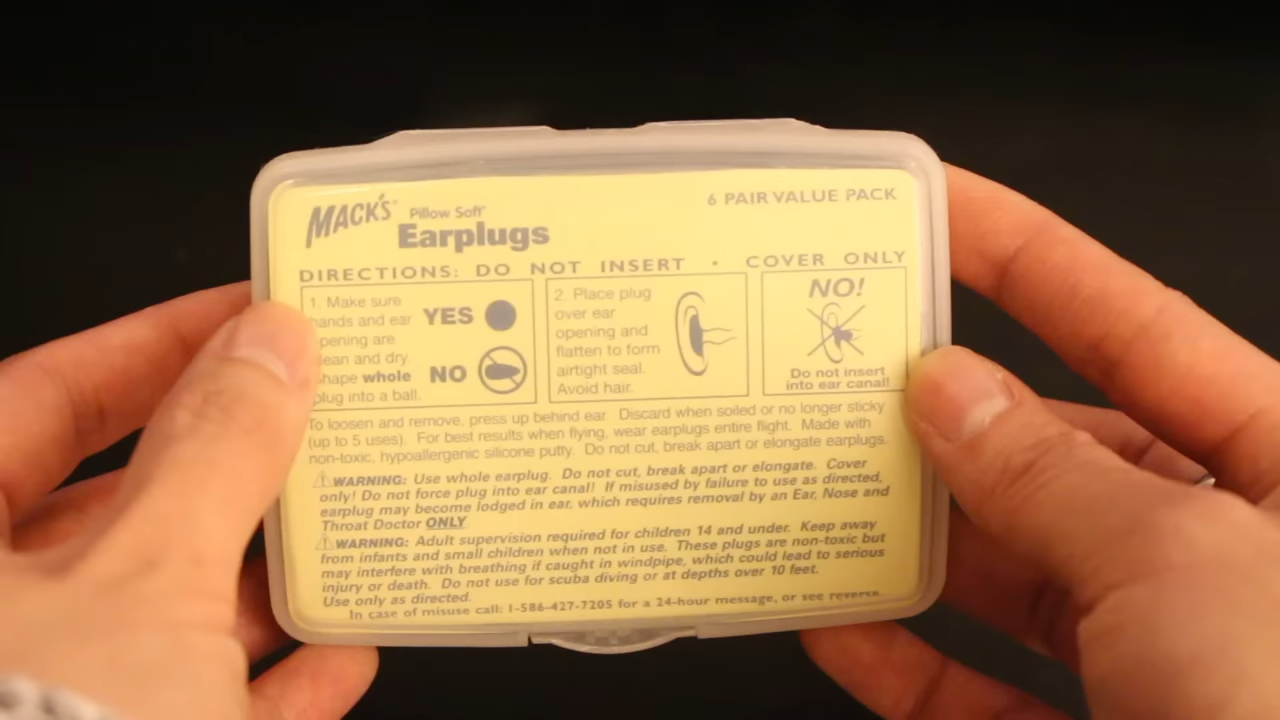 MACK'S® Pillow Soft®
Earplugs
6 PAIR VALUE PACK
DIRECTIONS: DO NOT INSERT • COVER ONLY
1. Make sure
hands and ear
opening are
clean and dry.
Shape whole
plug into a ball.
YES
NO
2. Place plug
over ear
opening and
flatten to form
airtight seal.
Avoid hair.
NO!
Do not insert
into ear canal!
To loosen and remove, press up behind ear. Discard when soiled or no longer sticky
(up to 5 uses). For best results when flying, wear earplugs entire flight. Made with
non-toxic, hypoallergenic silicone putty. Do not cut, break apart or elongate earplugs.
⚠WARNING: Use whole earplug. Do not cut, break apart or elongate. Cover
only! Do not force plug into ear canal! If misused by failure to use as directed,
earplug may become lodged in ear, which requires removal by an Ear, Nose and
Throat Doctor ONLY
⚠WARNING: Adult supervision required for children 14 and under. Keep away
from infants and small children when not in use. These plugs are non-toxic but
may interfere with breathing if caught in windpipe, which could lead to serious
injury or death. Do not use for scuba diving or at depths over 10 feet.
Use only as directed.
In case of misuse call: 1-586-427-7205 for a 24-hour message, or see reverse.